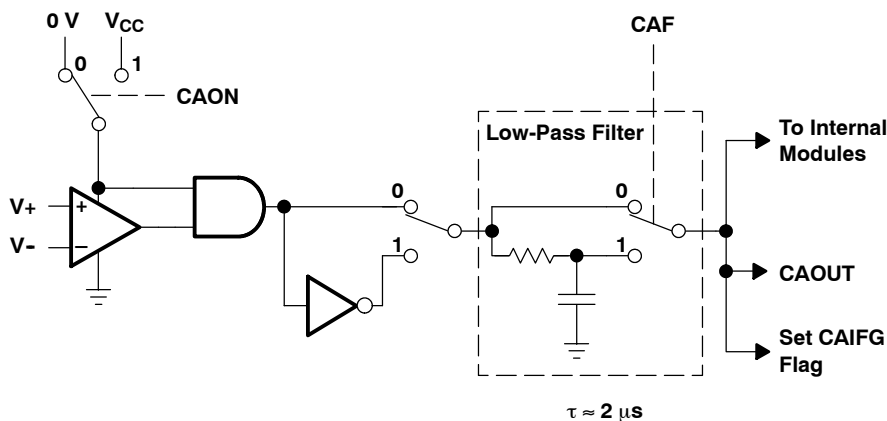 0 V VCC
CAF
0 1
CAON
Low-Pass Filter
To Internal
Modules
0 0
V+ +
V- −
1 1
CAOUT
Set CAIFG
Flag
τ ≈ 2 μs